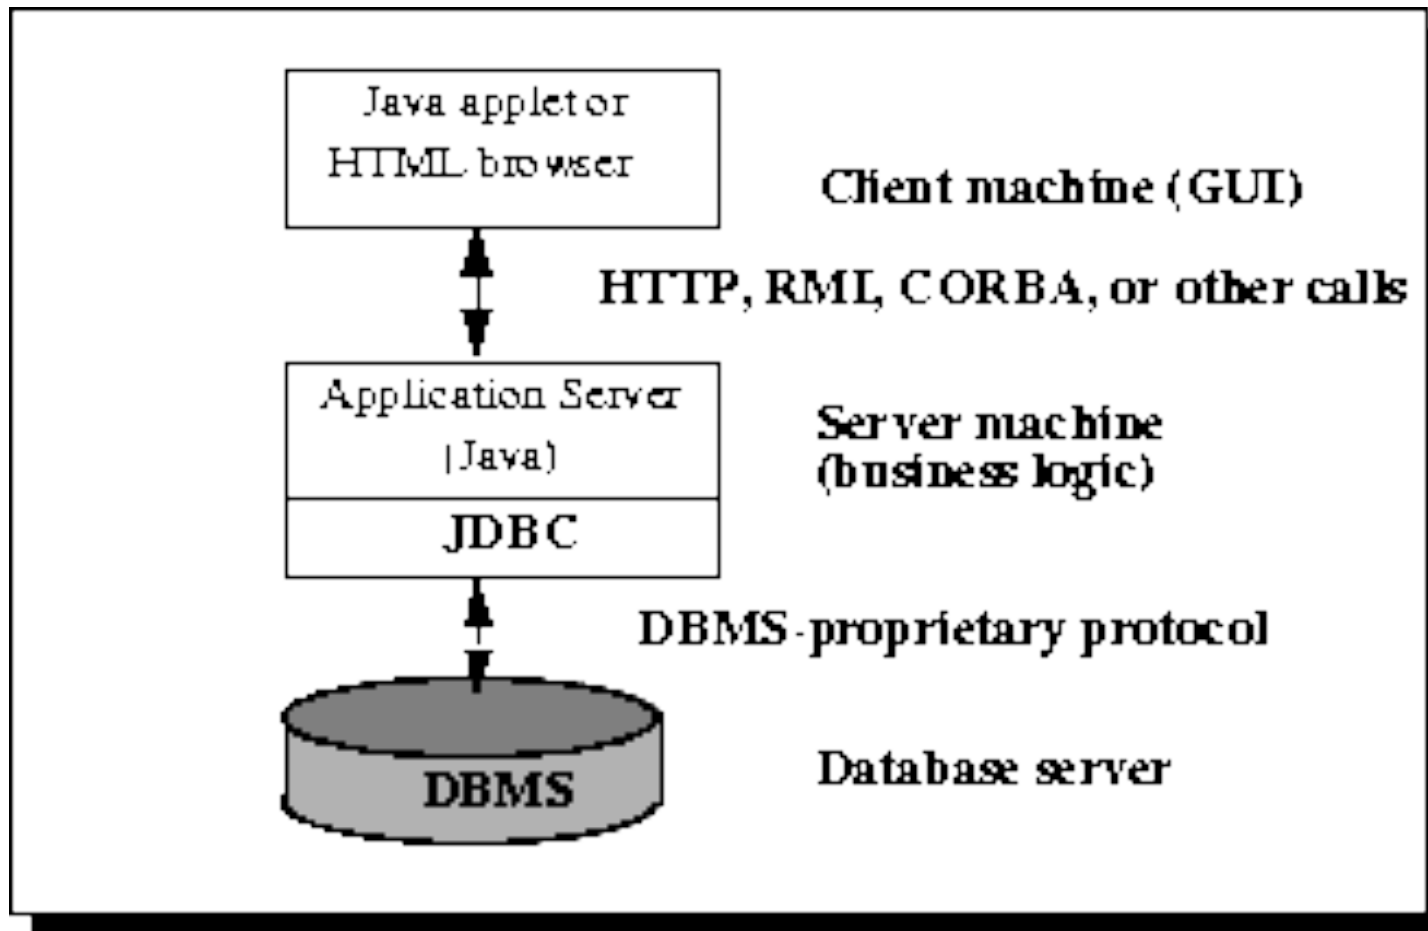 Java applet or
HTML browser
Client machine (GUI)
HTTP, RMI, CORBA, or other calls
Application Server
(Java)
Server machine
(business logic)
JDBC
DBMS-proprietary protocol
DBMS
Database server